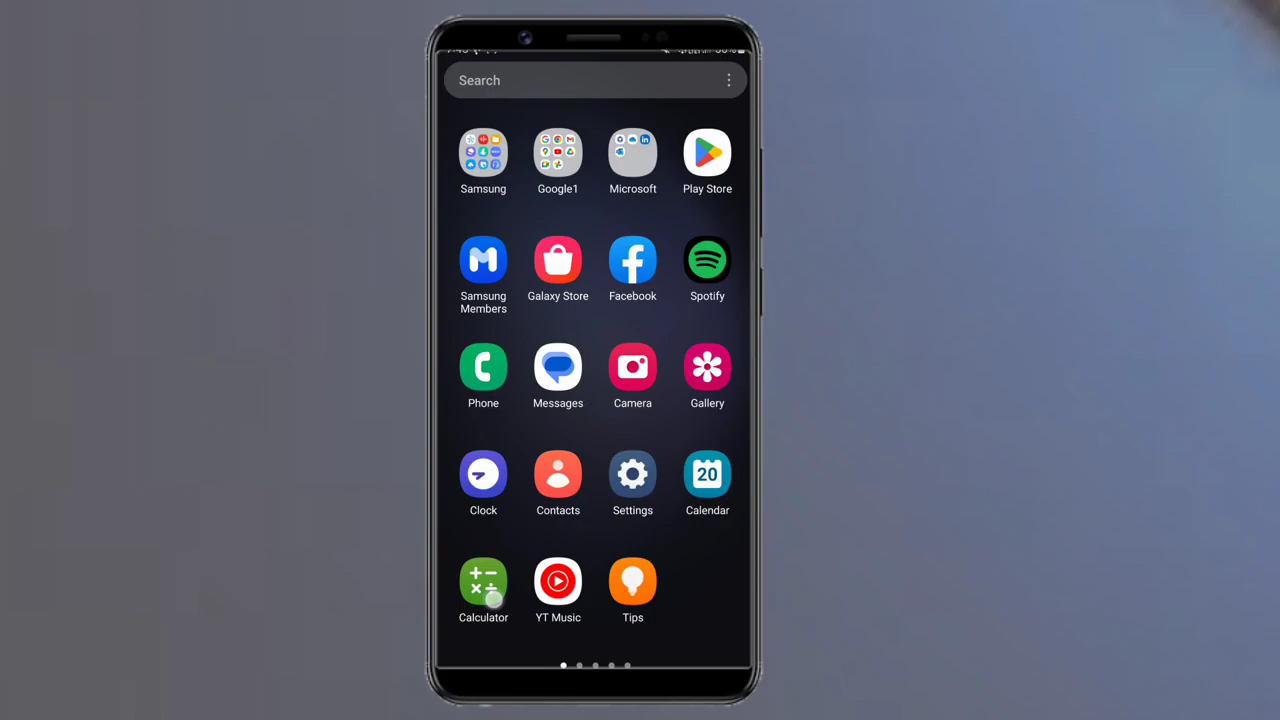 Search
Samsung
Google1
Microsoft
Play Store
Samsung
Members
Galaxy Store
Facebook
Spotify
Phone
Messages
Camera
Gallery
20
Clock
Contacts
Settings
Calendar
Calculator
YT Music
Tips